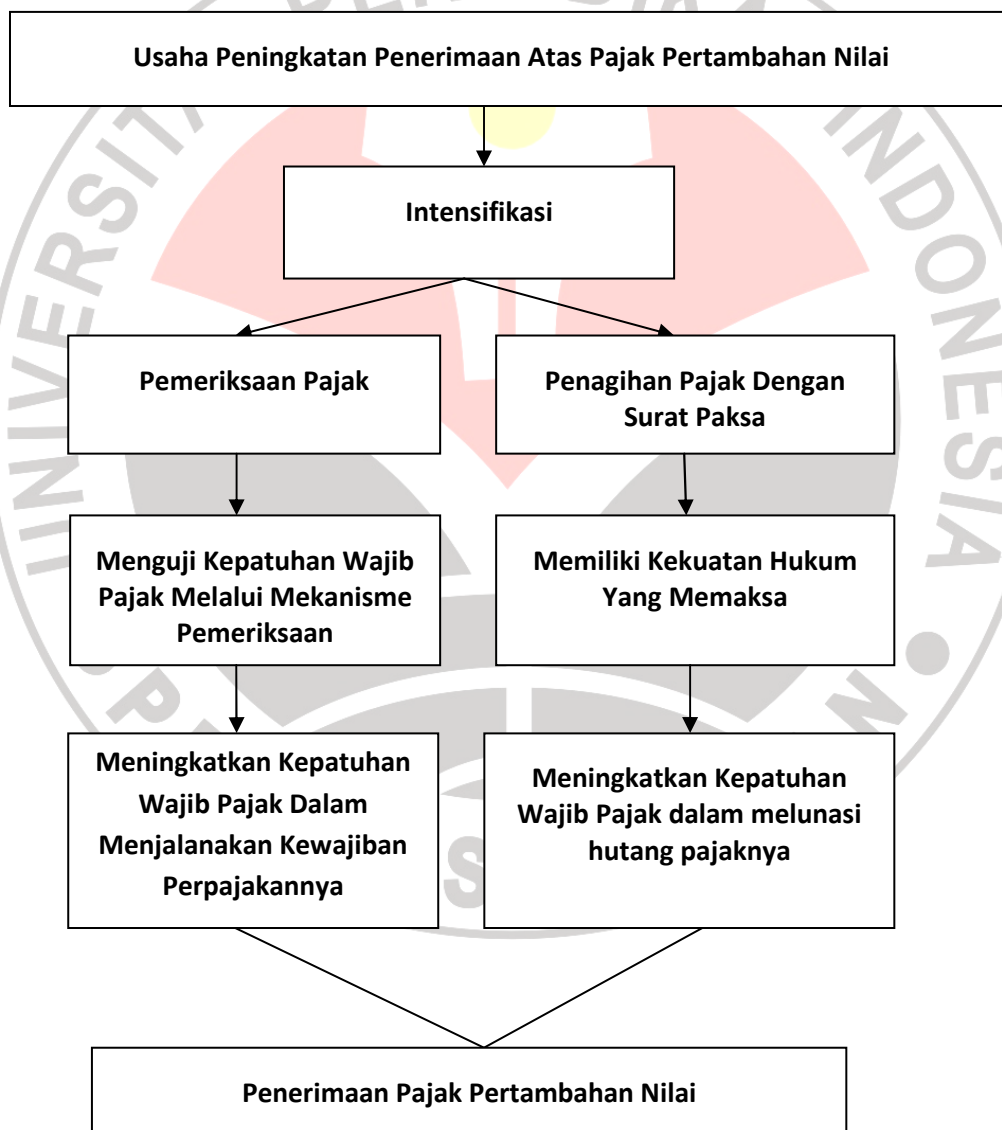 Usaha Peningkatan Penerimaan Atas Pajak Pertambahan Nilai
Intensifikasi
Pemeriksaan Pajak
Penagihan Pajak Dengan
Surat Paksa
Menguji Kepatuhan Wajib
Pajak Melalui Mekanisme
Pemeriksaan
Memiliki Kekuatan Hukum
Yang Memaksa
Meningkatkan Kepatuhan
Wajib Pajak Dalam
Menjalanakan Kewajiban
Perpajakannya
Meningkatkan Kepatuhan
Wajib Pajak dalam melunasi
hutang pajaknya
Penerimaan Pajak Pertambahan Nilai
INDONESIA